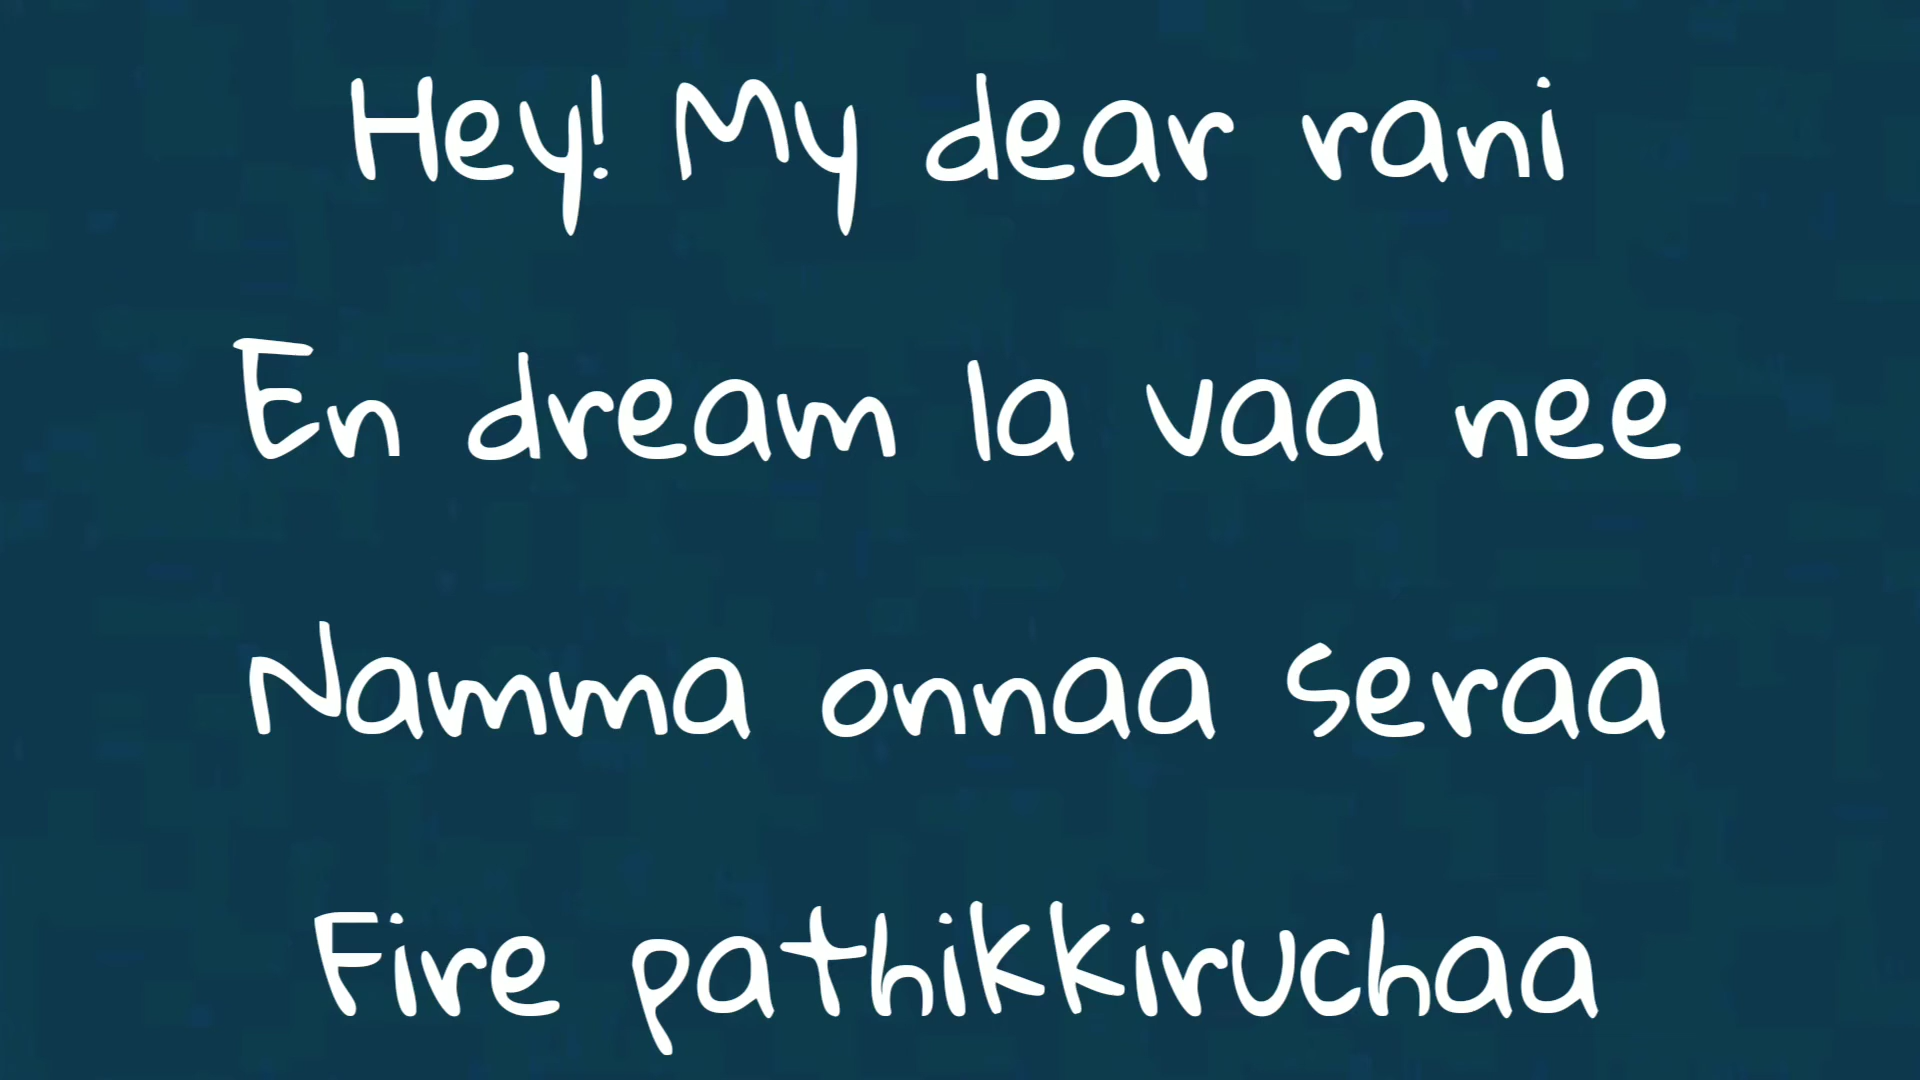 Hey! My dear rani
En dream la vaa nee
Namma onnaa seraa
Fire pathikkiruchaa